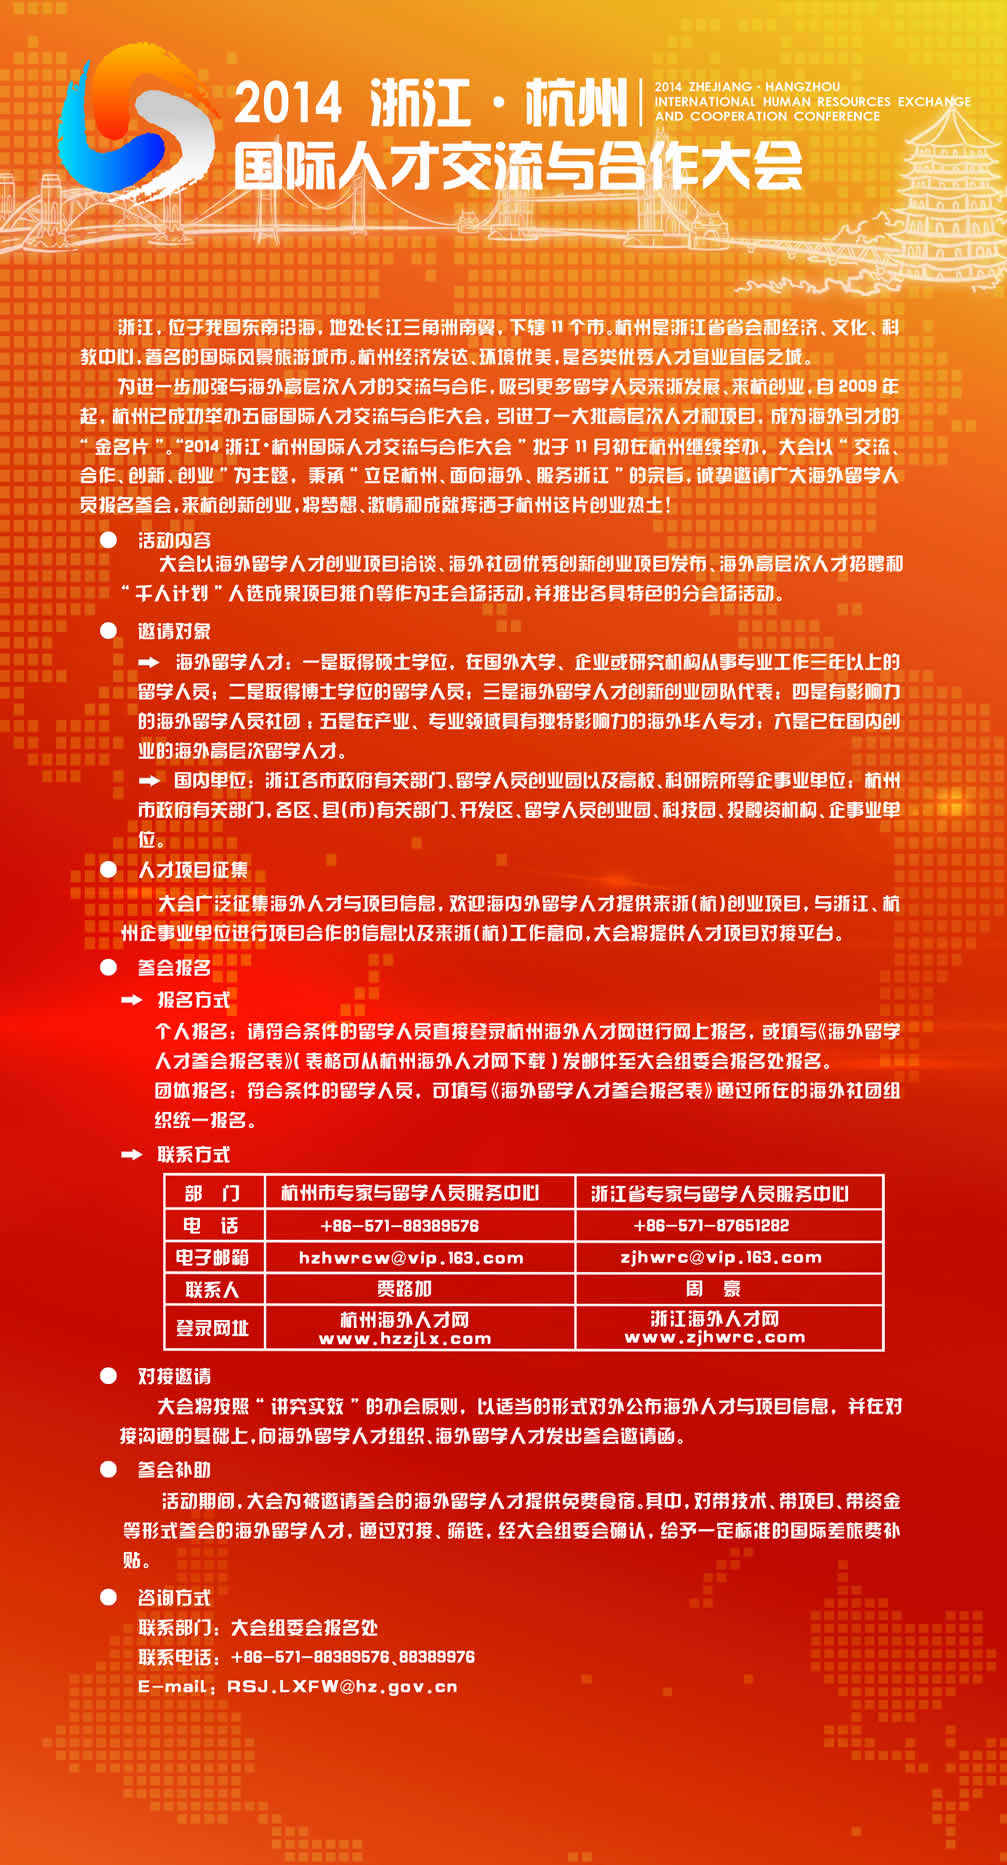 2014 浙江·杭州
2014 ZHEJIANG·HANGZHOU
INTERNATIONAL HUMAN RESOURCES EXCHANGE
AND COOPERATION CONFERENCE
国际人才交流与合作大会
浙江，位于我国东南沿海，地处长江三角洲南翼，下辖11个市。杭州是浙江省省会和经济、文化、科
教中心，著名的国际风景旅游城市。杭州经济发达、环境优美，是各类优秀人才宜业宜居之城。
为进一步加强与海外高层次人才的交流与合作，吸引更多留学人员来浙发展、来杭创业，自2009年
起，杭州已成功举办五届国际人才交流与合作大会，引进了一大批高层次人才和项目，成为海外引才的
“金名片”。“2014浙江·杭州国际人才交流与合作大会”拟于11月初在杭州继续举办，大会以“交流、
合作、创新、创业”为主题，秉承“立足杭州、面向海外、服务浙江”的宗旨，诚挚邀请广大海外留学人
员报名参会，来杭创新创业，将梦想、激情和成就挥洒于杭州这片创业热土！
● 活动内容
大会以海外留学人才创业项目洽谈、海外社团优秀创新创业项目发布、海外高层次人才招聘和
“千人计划”人选成果项目推介等作为主会场活动，并推出各具特色的分会场活动。
● 邀请对象
➡ 海外留学人才：一是取得硕士学位，在国外大学、企业或研究机构从事专业工作三年以上的
留学人员；二是取得博士学位的留学人员；三是海外留学人才创新创业团队代表；四是有影响力
的海外留学人员社团；五是在产业、专业领域具有独特影响力的海外华人专才；六是已在国内创
业的海外高层次留学人才。
➡ 国内单位：浙江各市政府有关部门、留学人员创业园以及高校、科研院所等企事业单位；杭州
市政府有关部门，各区、县(市)有关部门、开发区、留学人员创业园、科技园、投融资机构、企事业单
位。
● 人才项目征集
大会广泛征集海外人才与项目信息，欢迎海内外留学人才提供来浙(杭)创业项目，与浙江、杭
州企事业单位进行项目合作的信息以及来浙(杭)工作意向，大会将提供人才项目对接平台。
● 参会报名
➡ 报名方式
个人报名：请符合条件的留学人员直接登录杭州海外人才网进行网上报名，或填写《海外留学
人才参会报名表》(表格可从杭州海外人才网下载)发邮件至大会组委会报名处报名。
团体报名：符合条件的留学人员，可填写《海外留学人才参会报名表》通过所在的海外社团组
织统一报名。
➡ 联系方式
部 门 杭州市专家与留学人员服务中心 浙江省专家与留学人员服务中心
电 话 +86-571-88389576 +86-571-87651282
电子邮箱 hzhwrcw@vip.163.com zjhwrc@vip.163.com
联系人 贾路加 周 豪
登录网址 杭州海外人才网 浙江海外人才网
www.hzzjlx.com www.zjhwrc.com
● 对接邀请
大会将按照“讲究实效”的办会原则，以适当的形式对外公布海外人才与项目信息，并在对
接沟通的基础上，向海外留学人才组织、海外留学人才发出参会邀请函。
● 参会补助
活动期间，大会为被邀请参会的海外留学人才提供免费食宿。其中，对带技术、带项目、带资金
等形式参会的海外留学人才，通过对接、筛选，经大会组委会确认，给予一定标准的国际差旅费补
贴。
● 咨询方式
联系部门：大会组委会报名处
联系电话：+86-571-88389576、88389976
E-mail：RSJ.LXFW@hz.gov.cn